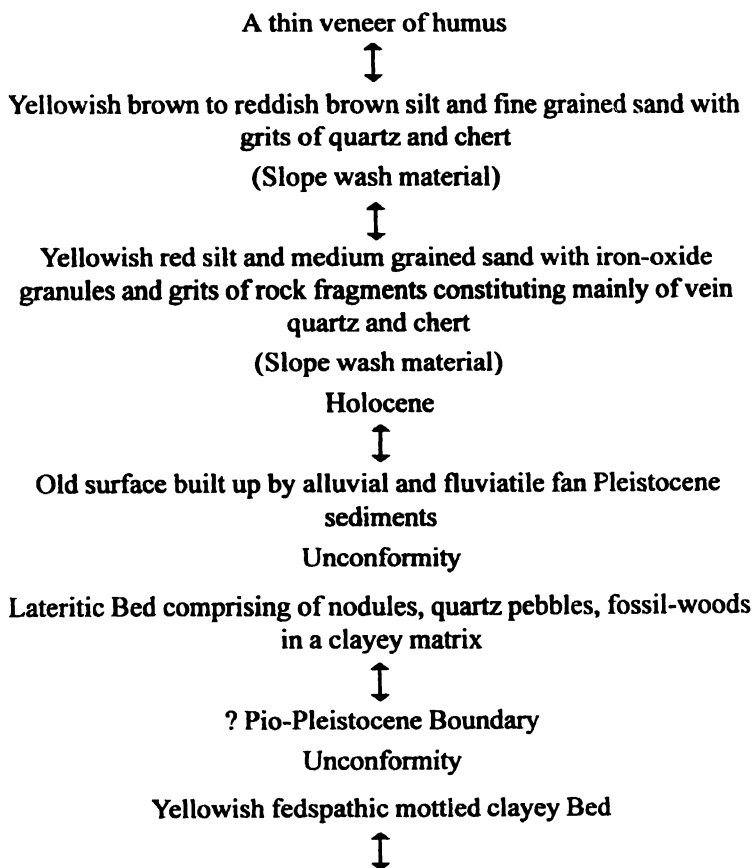 A thin veneer of humus
Yellowish brown to reddish brown silt and fine grained sand with
grits of quartz and chert
(Slope wash material)
Yellowish red silt and medium grained sand with iron-oxide
granules and grits of rock fragments constituting mainly of vein
quartz and chert
(Slope wash material)
Holocene
Old surface built up by alluvial and fluviatile fan Pleistocene
sediments
Unconformity
Lateritic Bed comprising of nodules, quartz pebbles, fossil-woods
in a clayey matrix
? Pio-Pleistocene Boundary
Unconformity
Yellowish fedspathic mottled clayey Bed